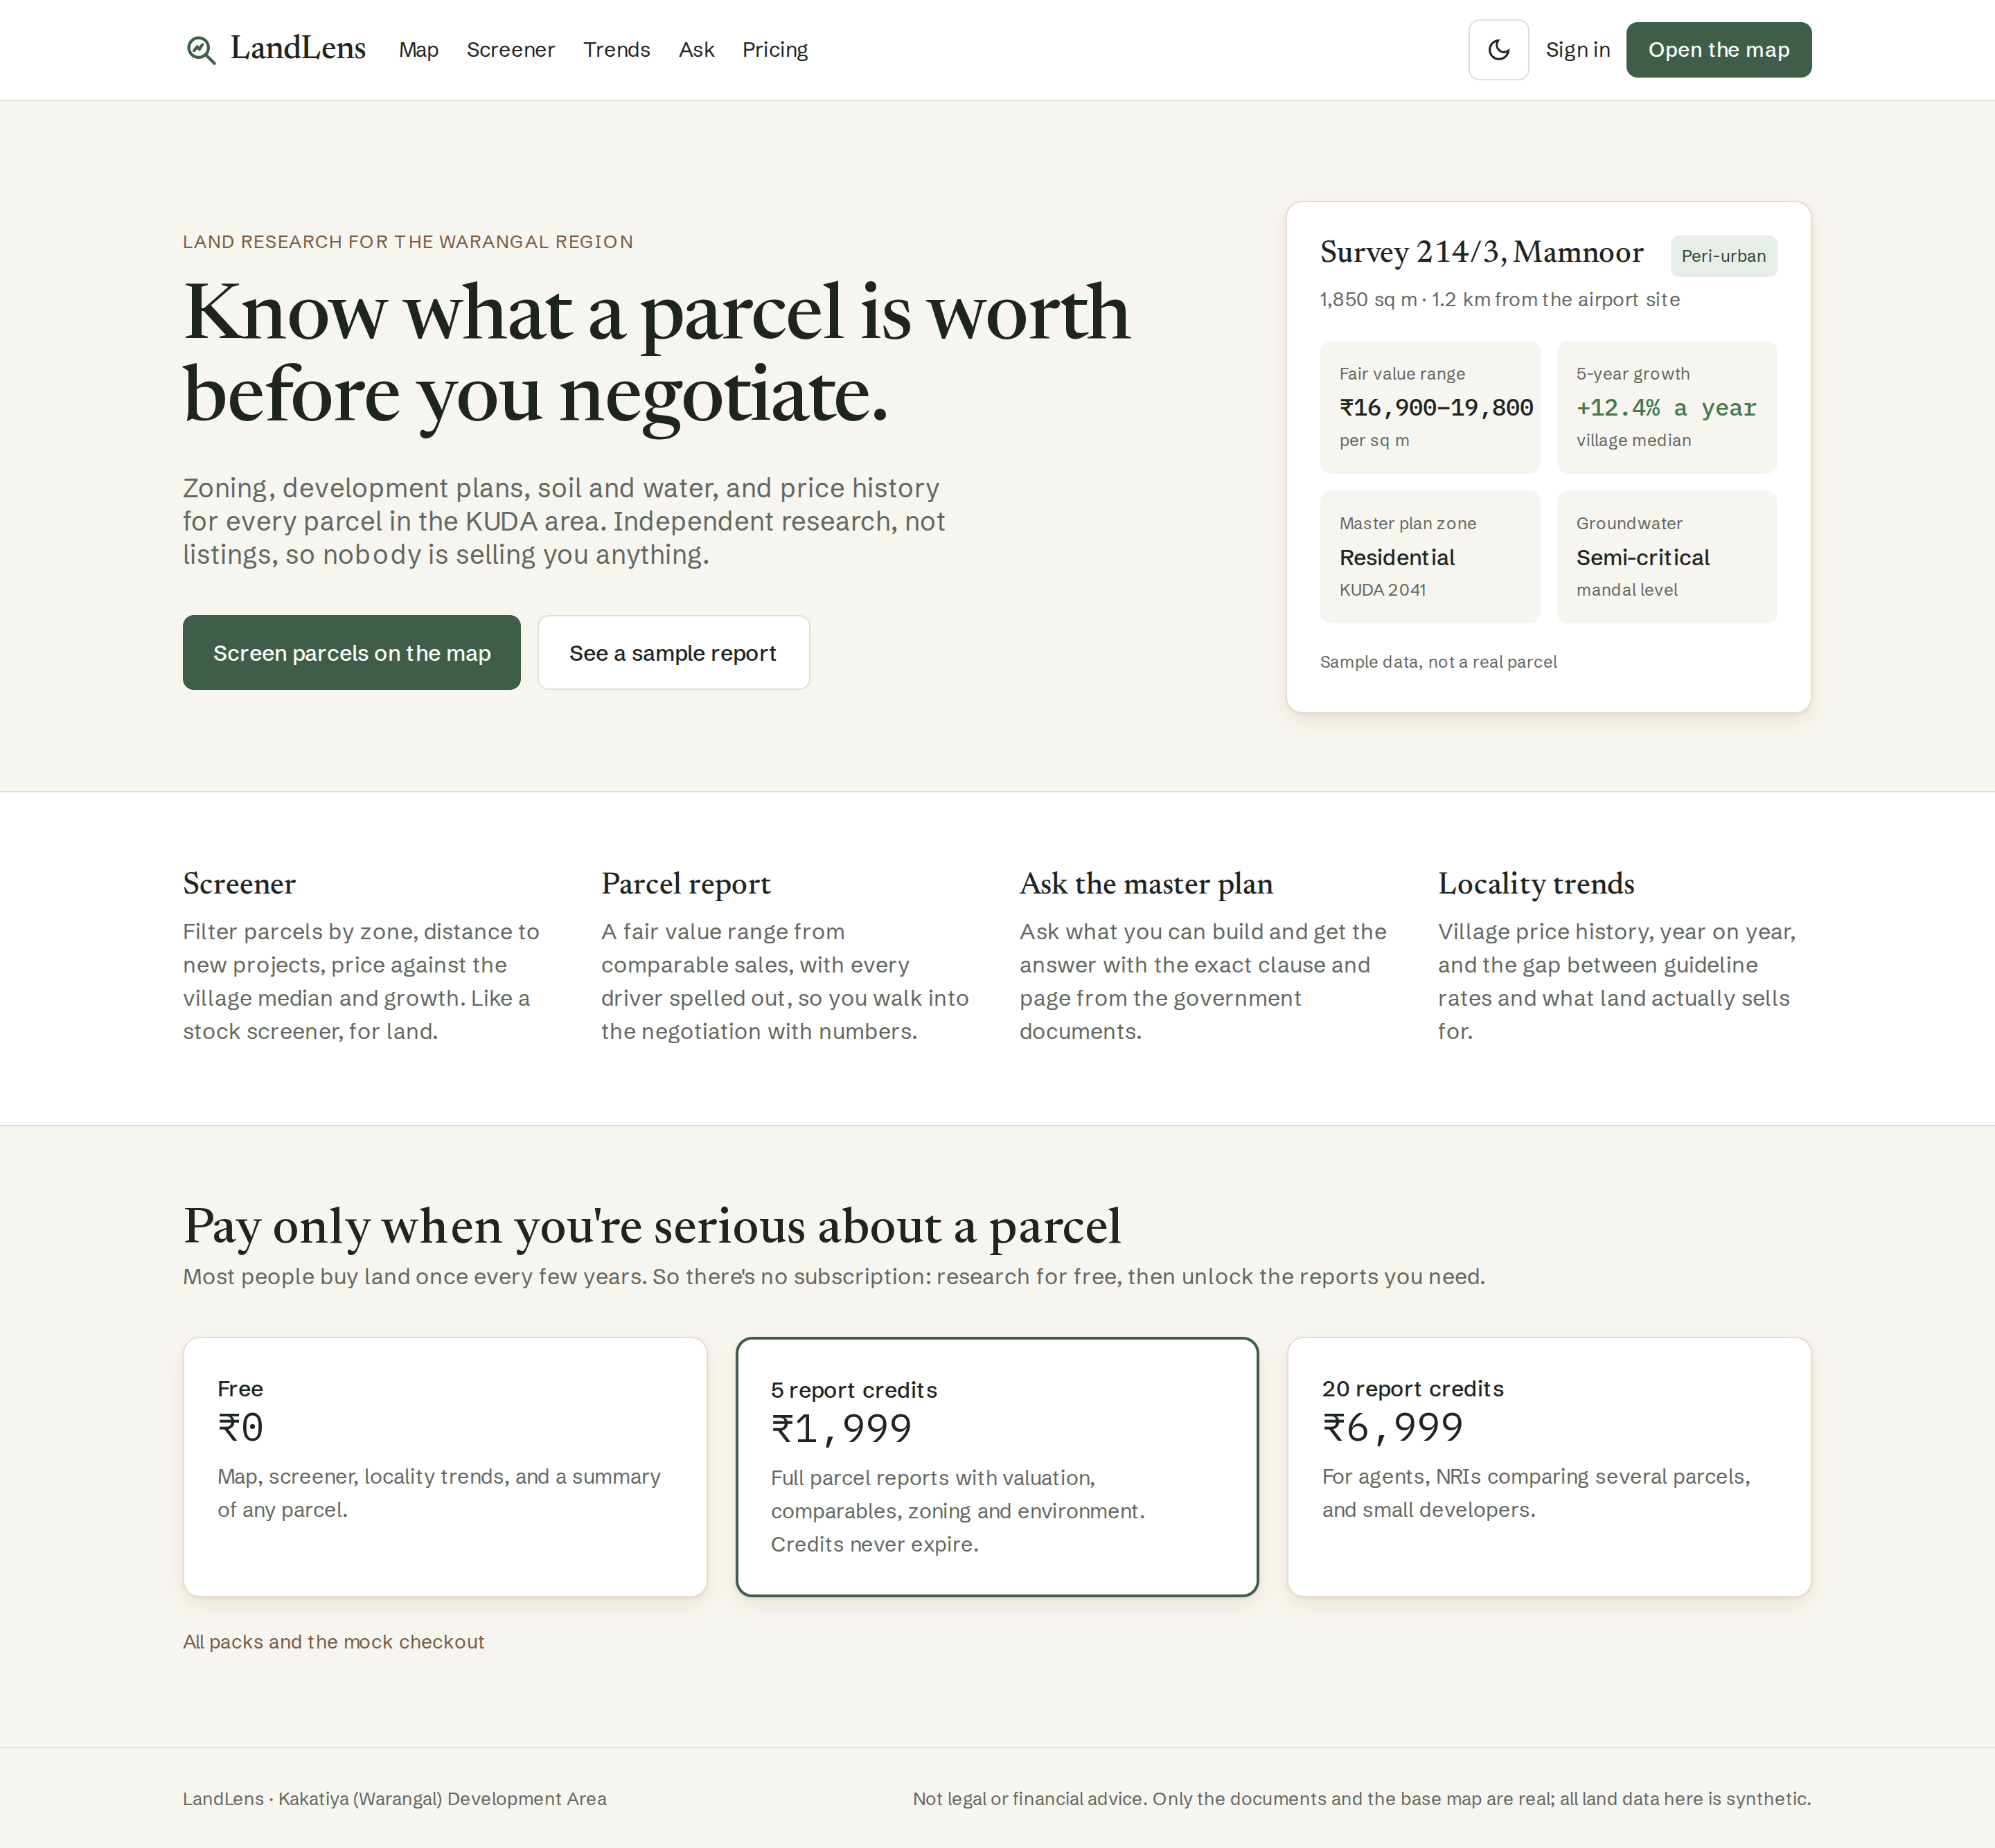 LandLens
Map
Screener
Trends
Ask
Pricing
Sign in
Open the map
LAND RESEARCH FOR THE WARANGAL REGION
Know what a parcel is worth
before you negotiate.
Zoning, development plans, soil and water, and price history
for every parcel in the KUDA area. Independent research, not
listings, so nobody is selling you anything.
Screen parcels on the map
See a sample report
Survey 214/3, Mamnoor
Peri-urban
1,850 sq m · 1.2 km from the airport site
Fair value range
₹16,900–19,800
per sq m
5-year growth
+12.4% a year
village median
Master plan zone
Residential
KUDA 2041
Groundwater
Semi-critical
mandal level
Sample data, not a real parcel
Screener
Filter parcels by zone, distance to
new projects, price against the
village median and growth. Like a
stock screener, for land.
Parcel report
A fair value range from
comparable sales, with every
driver spelled out, so you walk into
the negotiation with numbers.
Ask the master plan
Ask what you can build and get the
answer with the exact clause and
page from the government
documents.
Locality trends
Village price history, year on year,
and the gap between guideline
rates and what land actually sells
for.
Pay only when you're serious about a parcel
Most people buy land once every few years. So there's no subscription: research for free, then unlock the reports you need.
Free
₹0
Map, screener, locality trends, and a summary
of any parcel.
5 report credits
₹1,999
Full parcel reports with valuation,
comparables, zoning and environment.
Credits never expire.
20 report credits
₹6,999
For agents, NRIs comparing several parcels,
and small developers.
All packs and the mock checkout
LandLens · Kakatiya (Warangal) Development Area
Not legal or financial advice. Only the documents and the base map are real; all land data here is synthetic.